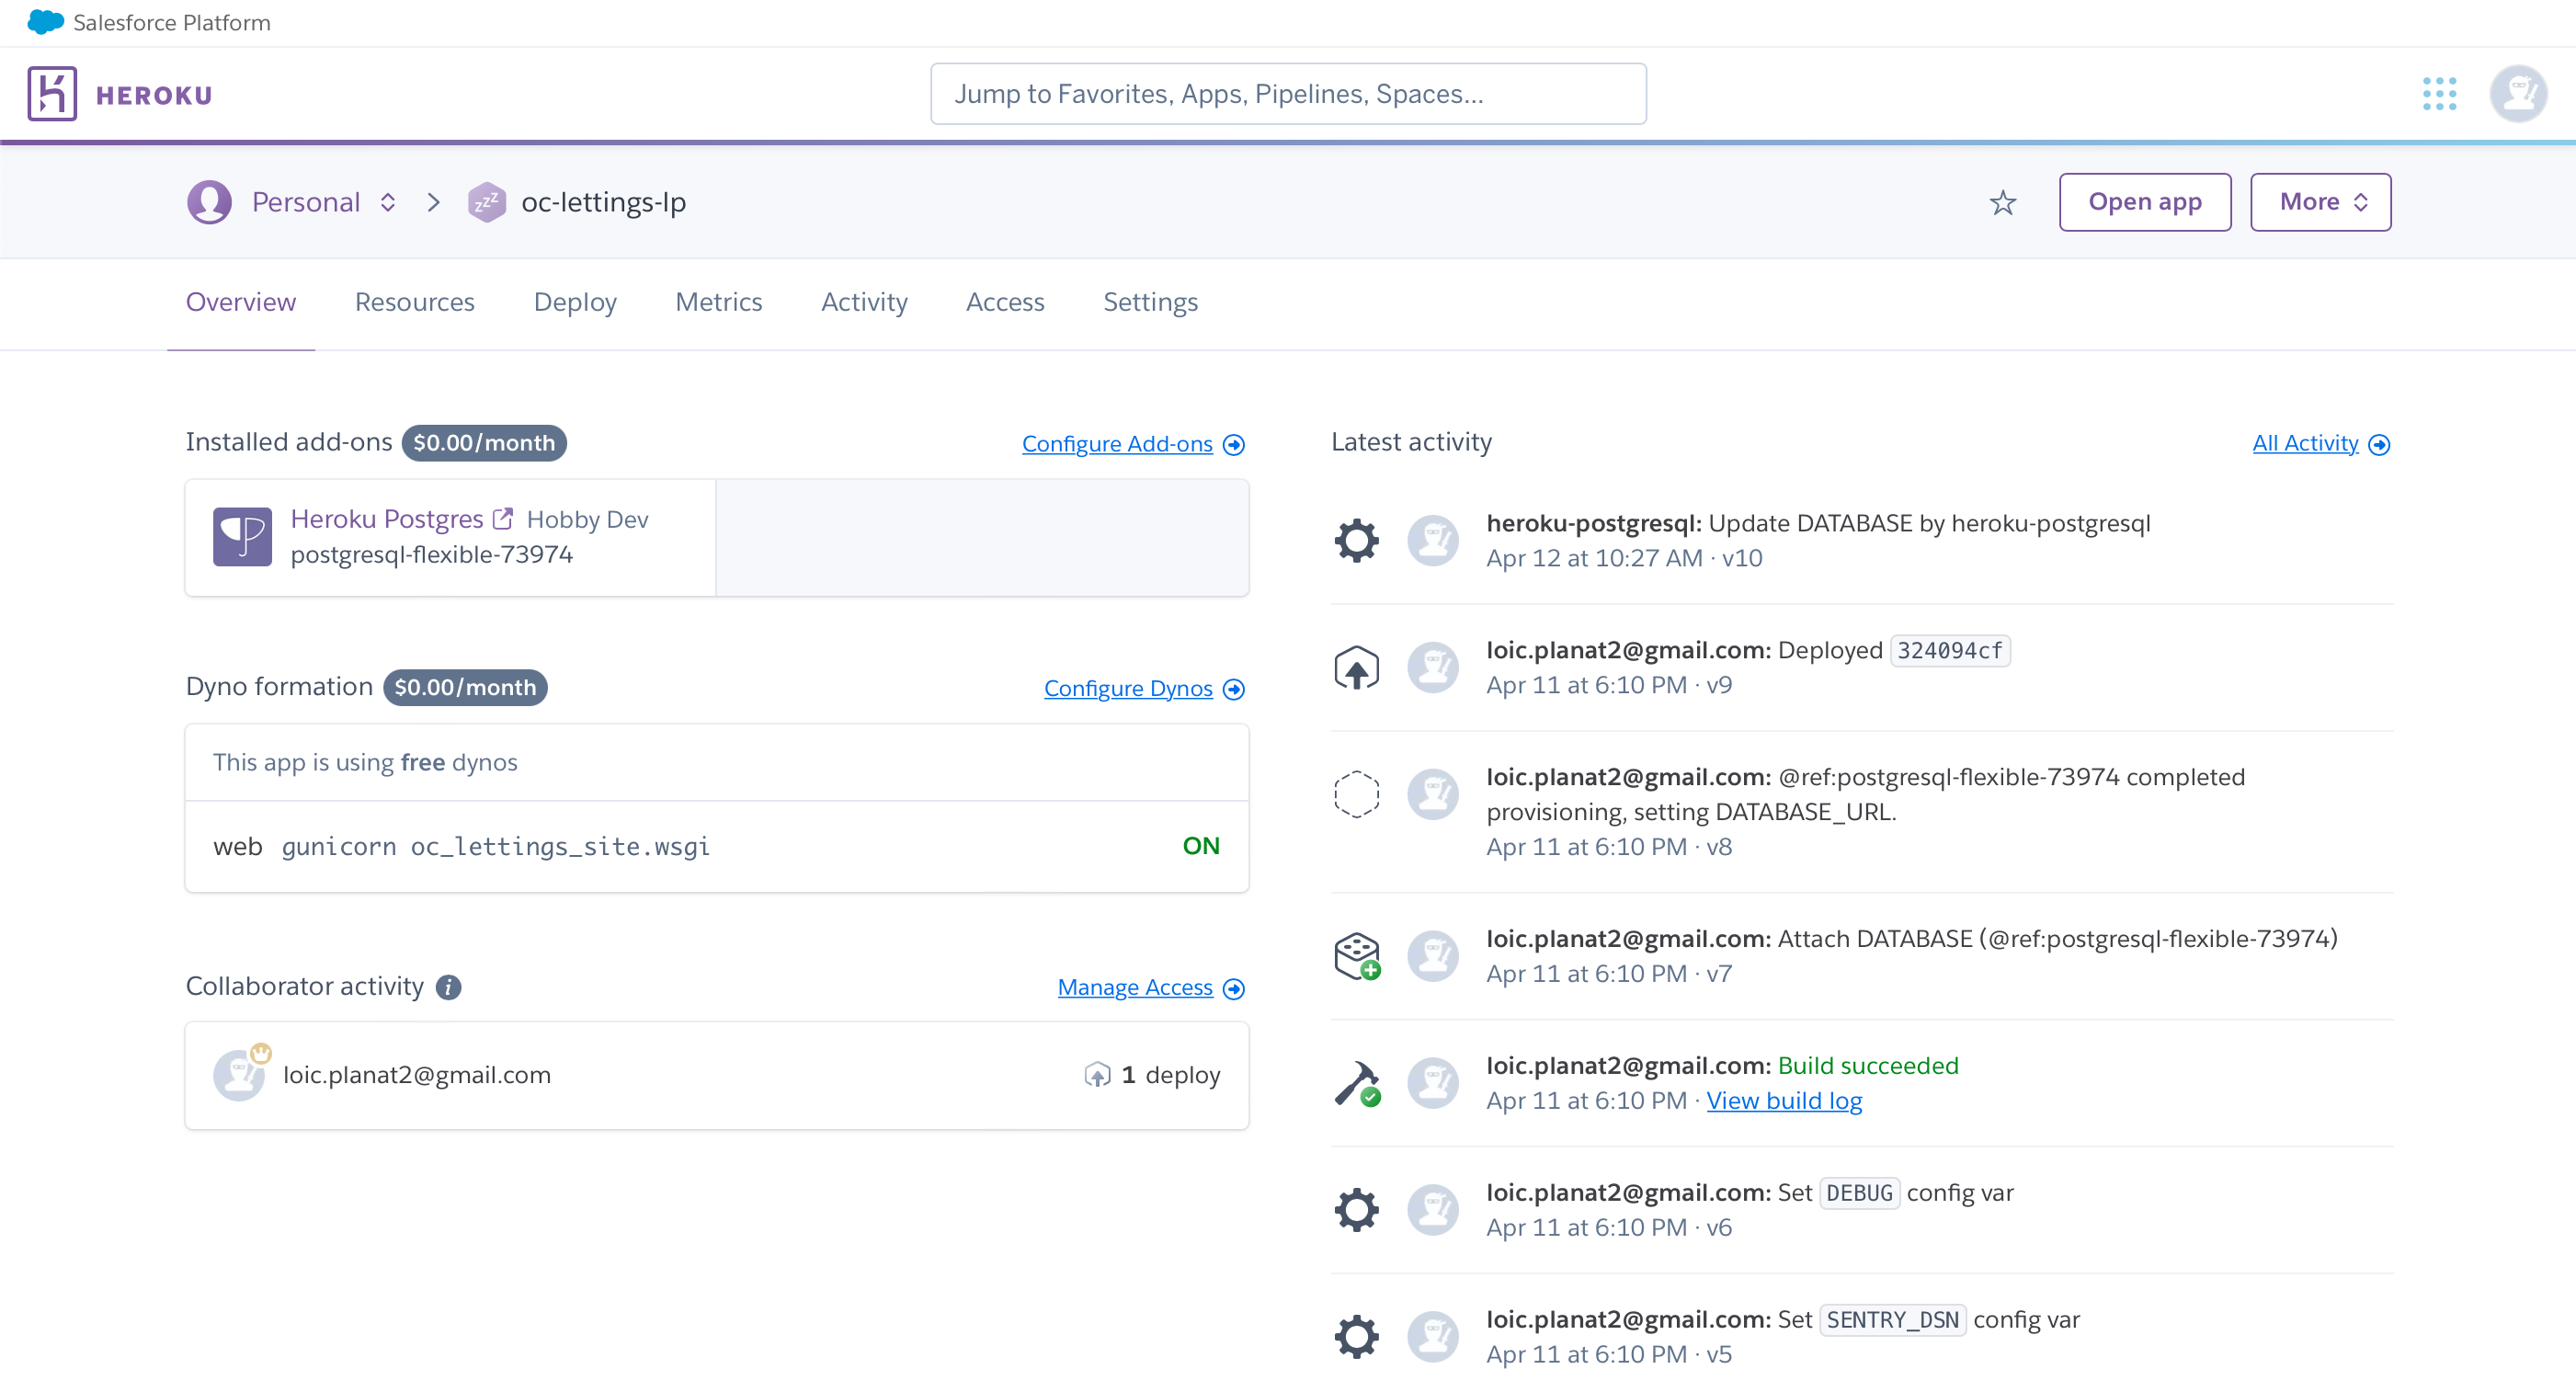 Salesforce Platform
HEROKU
Jump to Favorites, Apps, Pipelines, Spaces...
Personal
zzZ
oc-lettings-lp
Open app
More
Overview
Resources
Deploy
Metrics
Activity
Access
Settings
Installed add-ons $0.00/month
Configure Add-ons
Heroku Postgres Hobby Dev
postgresql-flexible-73974
Dyno formation $0.00/month
Configure Dynos
This app is using free dynos
web gunicorn oc_lettings_site.wsgi ON
Collaborator activity i
Manage Access
loic.planat2@gmail.com 1 deploy
Latest activity
All Activity
heroku-postgresql: Update DATABASE by heroku-postgresql
Apr 12 at 10:27 AM · v10
loic.planat2@gmail.com: Deployed 324094cf
Apr 11 at 6:10 PM · v9
loic.planat2@gmail.com: @ref:postgresql-flexible-73974 completed
provisioning, setting DATABASE_URL.
Apr 11 at 6:10 PM · v8
loic.planat2@gmail.com: Attach DATABASE (@ref:postgresql-flexible-73974)
Apr 11 at 6:10 PM · v7
loic.planat2@gmail.com: Build succeeded
Apr 11 at 6:10 PM · View build log
loic.planat2@gmail.com: Set DEBUG config var
Apr 11 at 6:10 PM · v6
loic.planat2@gmail.com: Set SENTRY_DSN config var
Apr 11 at 6:10 PM · v5